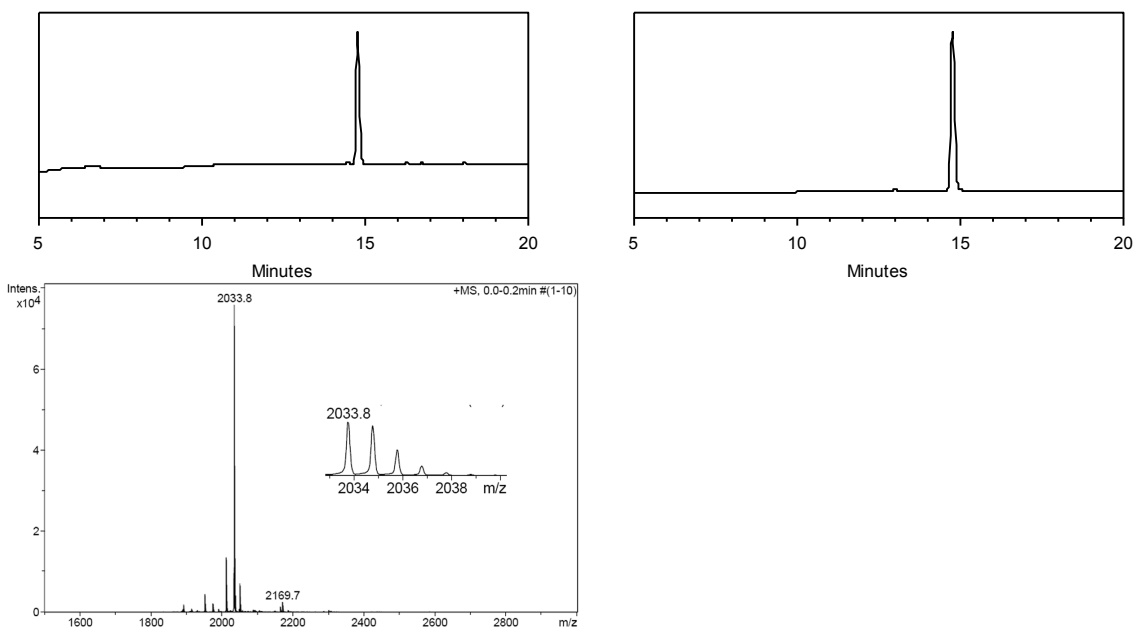 5 10 15 20
Minutes
5 10 15 20
Minutes
Intens.
x10⁴
+MS, 0.0-0.2min #(1-10)
2033.8
6
4
2
0
2033.8
2034 2036 2038 m/z
2169.7
1600 1800 2000 2200 2400 2600 2800 m/z